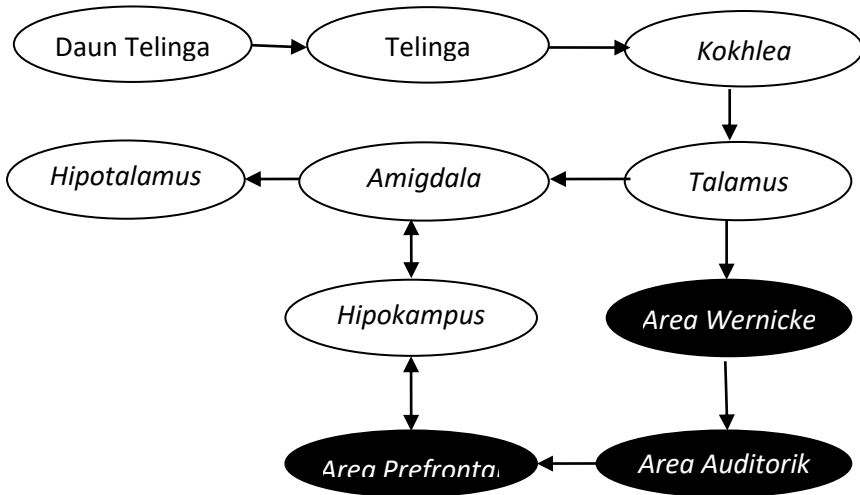 Daun Telinga
Telinga
Kokhlea
Hipotalamus
Amigdala
Talamus
Hipokampus
Area Wernicke
Area Prefrontal
Area Auditorik